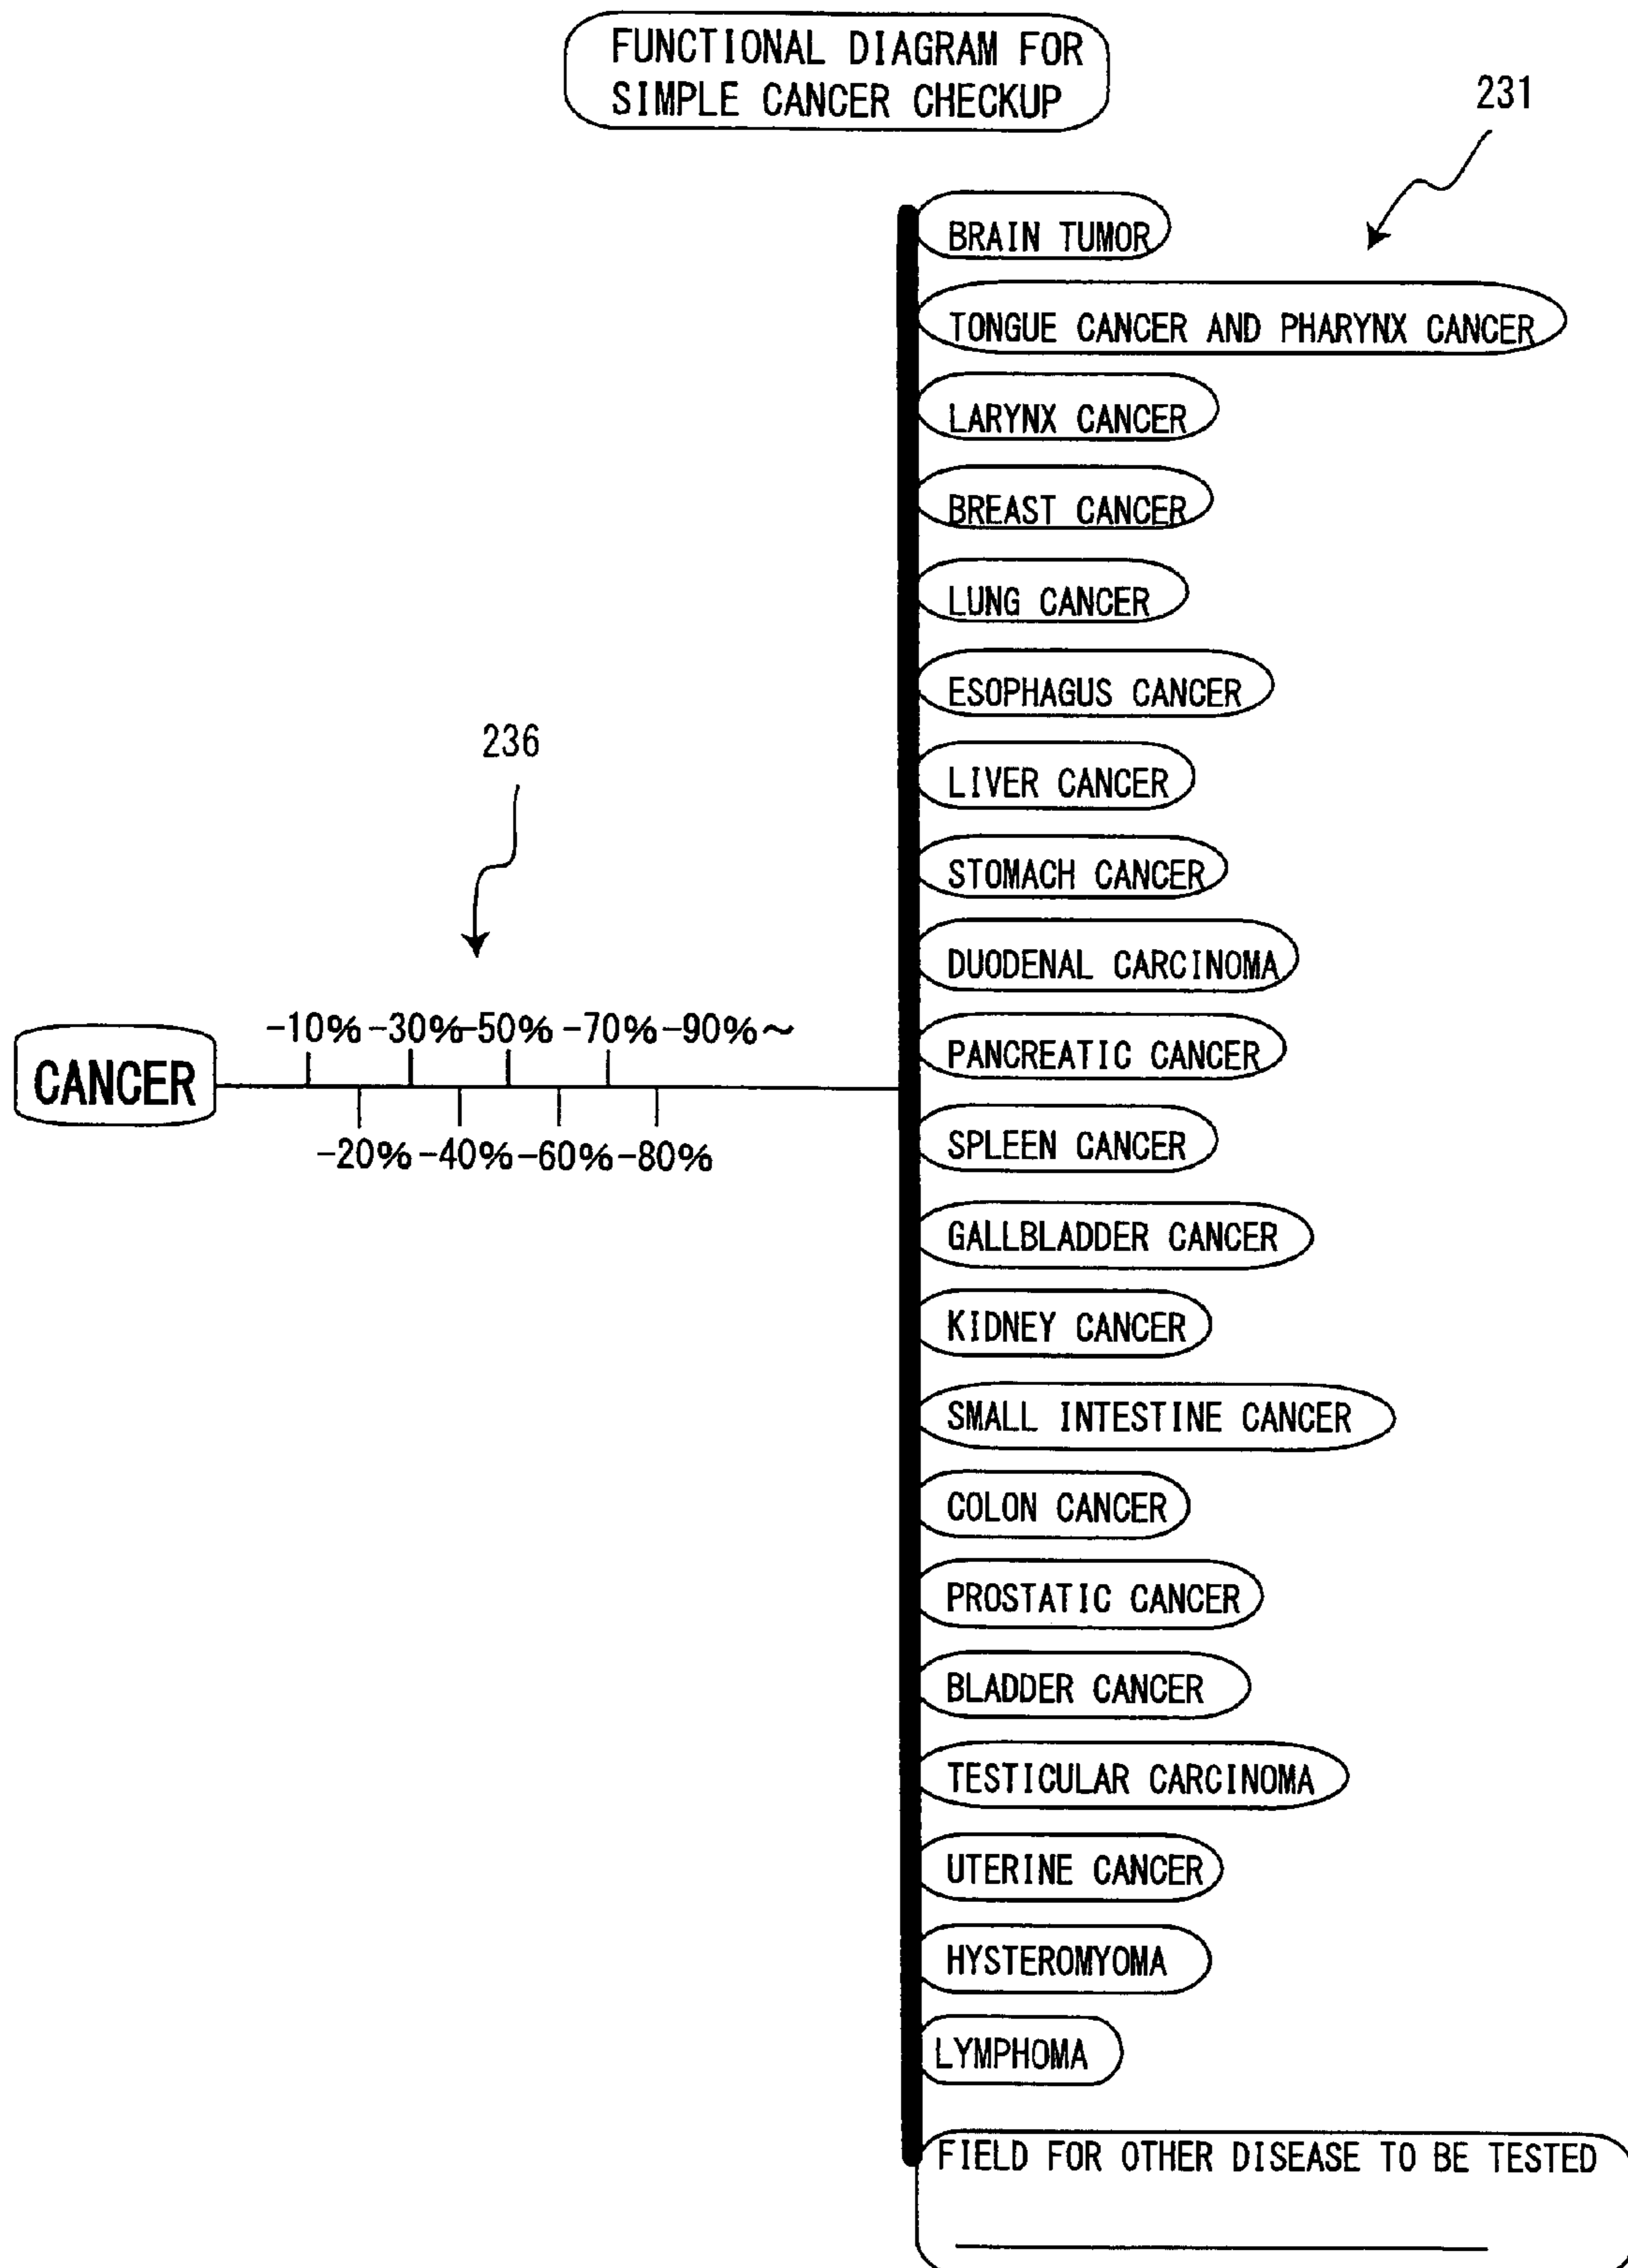 FUNCTIONAL DIAGRAM FOR
SIMPLE CANCER CHECKUP
231
BRAIN TUMOR
TONGUE CANCER AND PHARYNX CANCER
LARYNX CANCER
BREAST CANCER
LUNG CANCER
ESOPHAGUS CANCER
236
LIVER CANCER
STOMACH CANCER
DUODENAL CARCINOMA
-10% -30% -50% -70% -90%~
CANCER
-20% -40% -60% -80%
PANCREATIC CANCER
SPLEEN CANCER
GALLBLADDER CANCER
KIDNEY CANCER
SMALL INTESTINE CANCER
COLON CANCER
PROSTATIC CANCER
BLADDER CANCER
TESTICULAR CARCINOMA
UTERINE CANCER
HYSTEROMYOMA
LYMPHOMA
FIELD FOR OTHER DISEASE TO BE TESTED